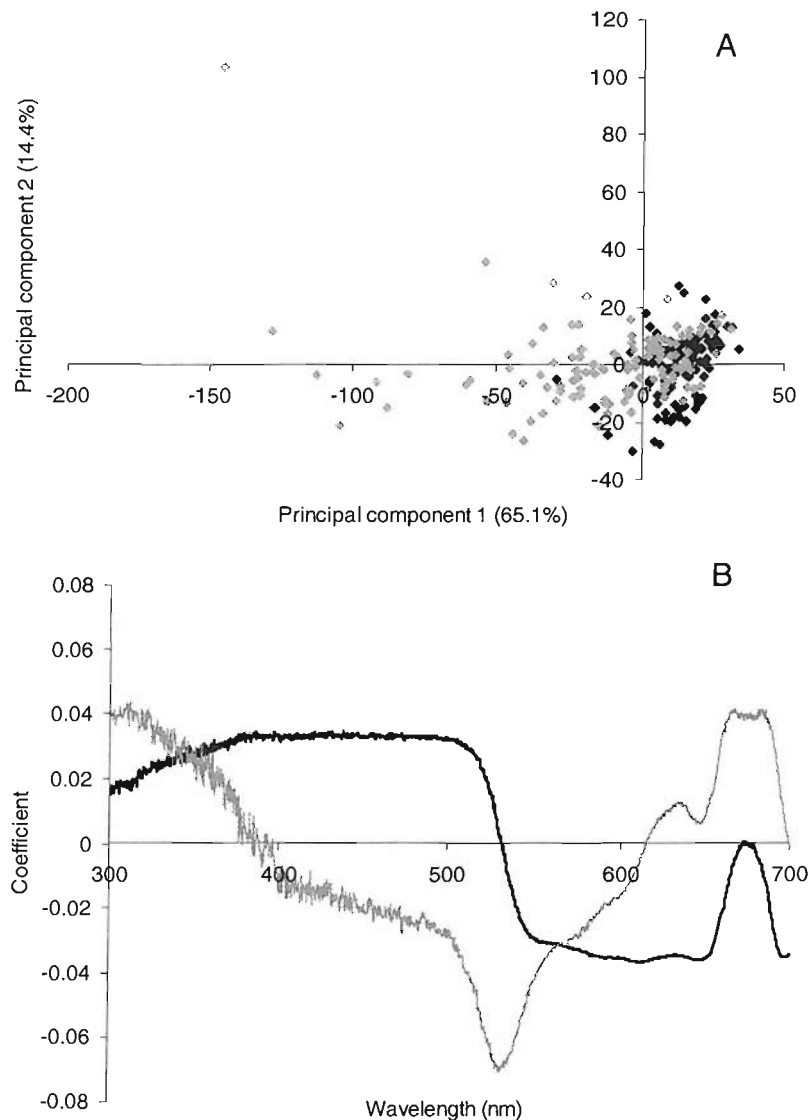 A
120
100
80
60
40
20
0
-20
-40
-200 -150 -100 -50 0 50
Principal component 2 (14.4%)
Principal component 1 (65.1%)
B
0.08
0.06
0.04
0.02
0
-0.02
-0.04
-0.06
-0.08
300 400 500 600 700
Coefficient
Wavelength (nm)